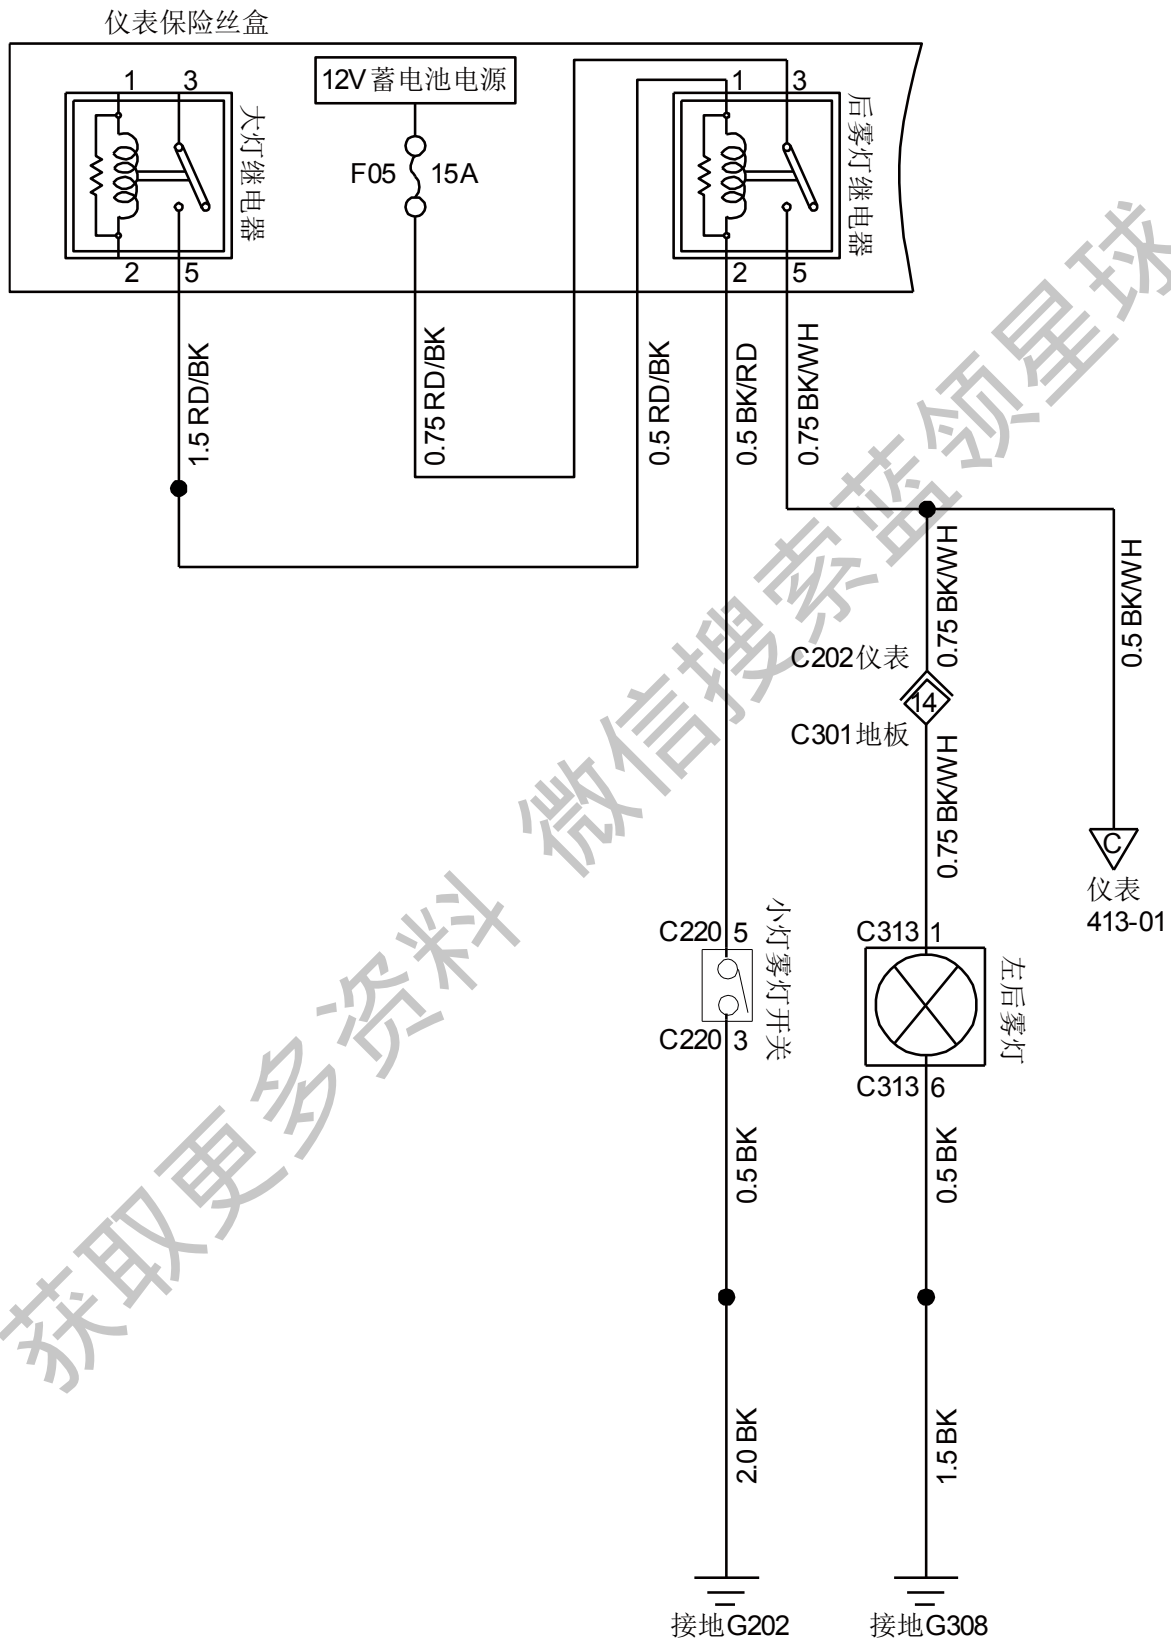 仪表保险丝盒
1 3
大灯继电器
2 5
12V蓄电池电源
F05 15A
1 3
后雾灯继电器
2 5
1.5 RD/BK
0.75 RD/BK
0.5 RD/BK
0.5 BK/RD
0.75 BK/WH
0.75 BK/WH
0.5 BK/WH
C202仪表
14
C301地板
0.75 BK/WH
C
仪表
413-01
C220 5
小灯雾灯开关
C220 3
C313 1
左后雾灯
C313 6
0.5 BK
0.5 BK
2.0 BK
1.5 BK
接地G202
接地G308
获取更多资料 微信搜索蓝领星球